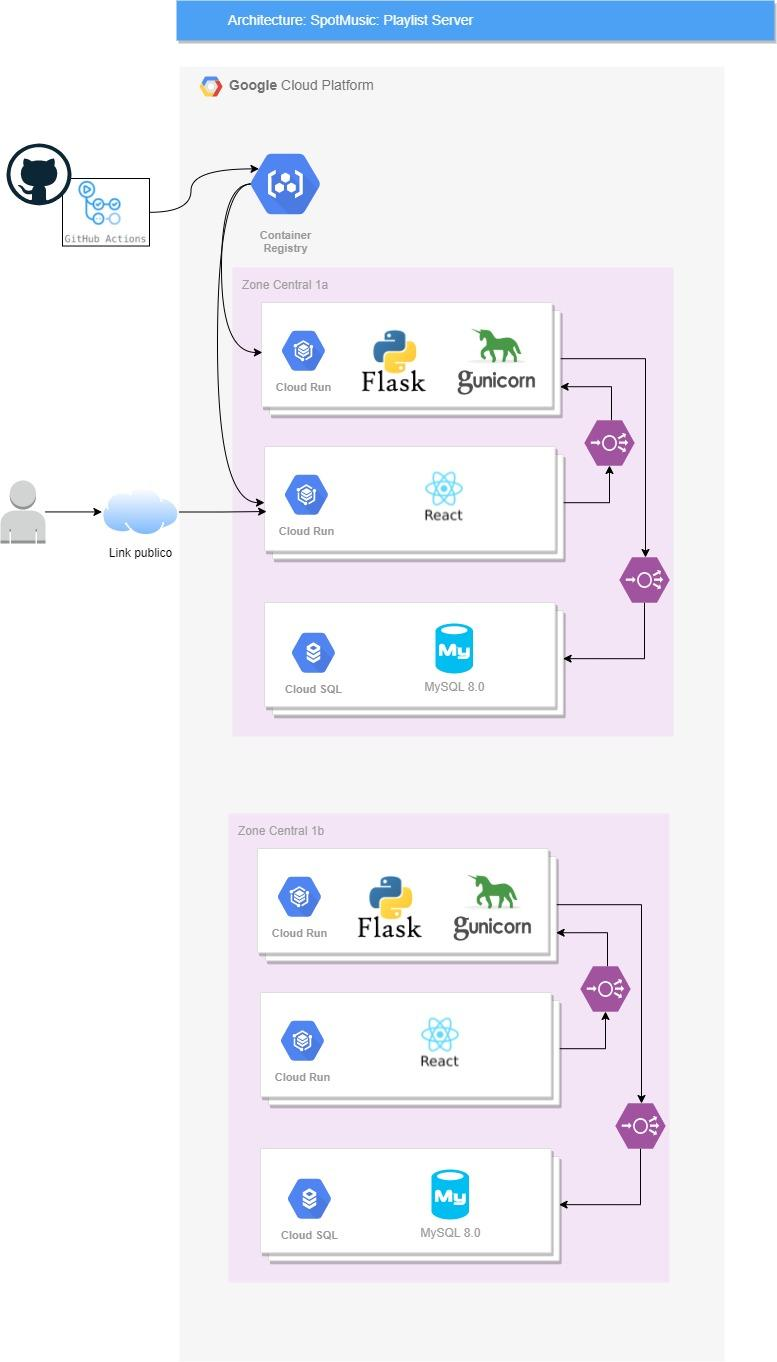 Architecture: SpotMusic: Playlist Server
Google Cloud Platform
GitHub Actions
Container
Registry
Zone Central 1a
Cloud Run
Flask
gunicorn
Cloud Run
React
Link publico
Cloud SQL
My
MySQL 8.0
Zone Central 1b
Cloud Run
Flask
gunicorn
Cloud Run
React
Cloud SQL
My
MySQL 8.0